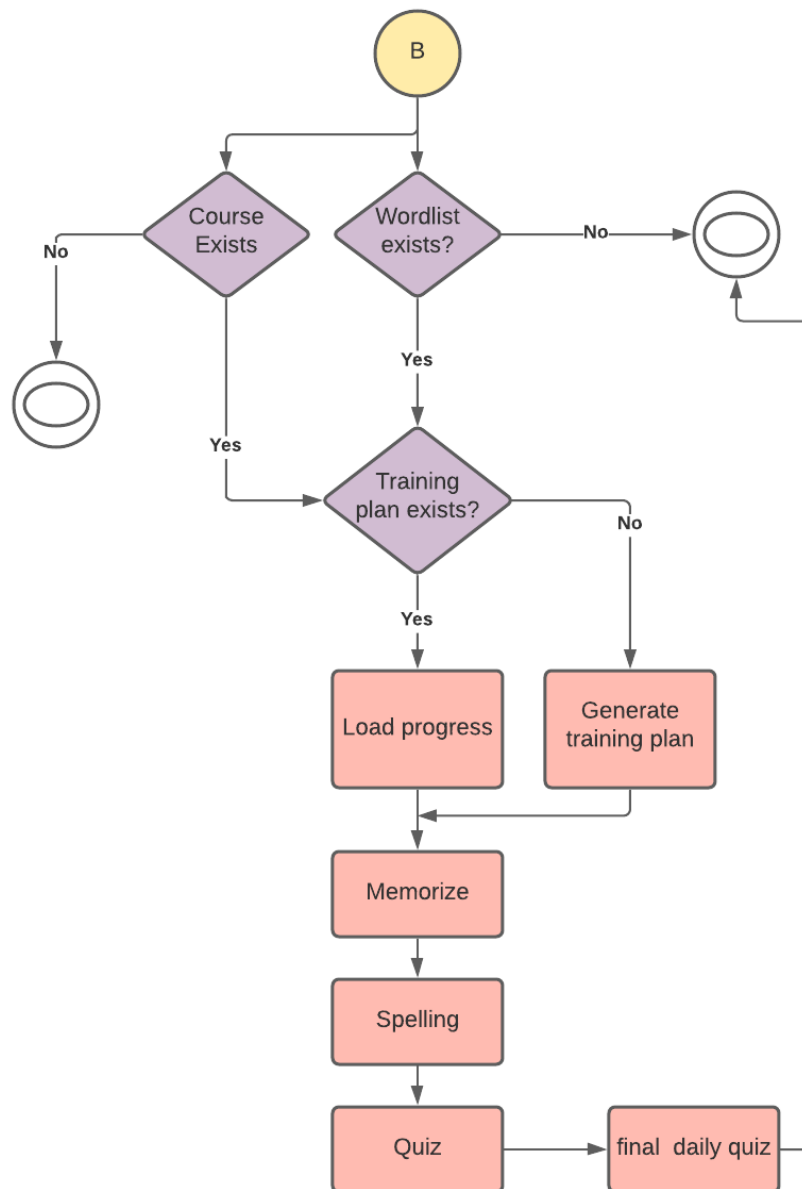 B
Course
Exists
Wordlist
exists?
No
No
Yes
Yes
Training
plan exists?
No
Yes
Load progress
Generate
training plan
Memorize
Spelling
Quiz
final daily quiz